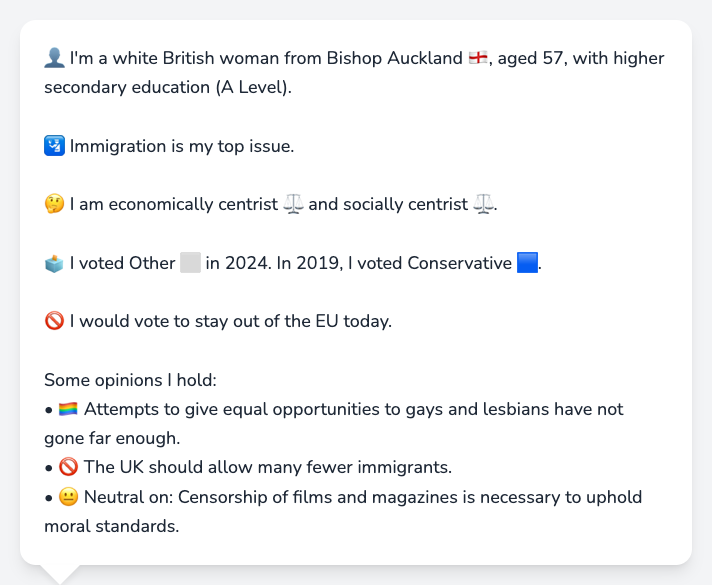 👤 I'm a white British woman from Bishop Auckland 🏴󠁧󠁢󠁥󠁮󠁧󠁿, aged 57, with higher
secondary education (A Level).
🛂 Immigration is my top issue.
🤔 I am economically centrist ⚖️ and socially centrist ⚖️.
🗳️ I voted Other ⬜ in 2024. In 2019, I voted Conservative 🟦.
🚫 I would vote to stay out of the EU today.
Some opinions I hold:
• 🏳️‍🌈 Attempts to give equal opportunities to gays and lesbians have not
gone far enough.
• 🚫 The UK should allow many fewer immigrants.
• 😐 Neutral on: Censorship of films and magazines is necessary to uphold
moral standards.